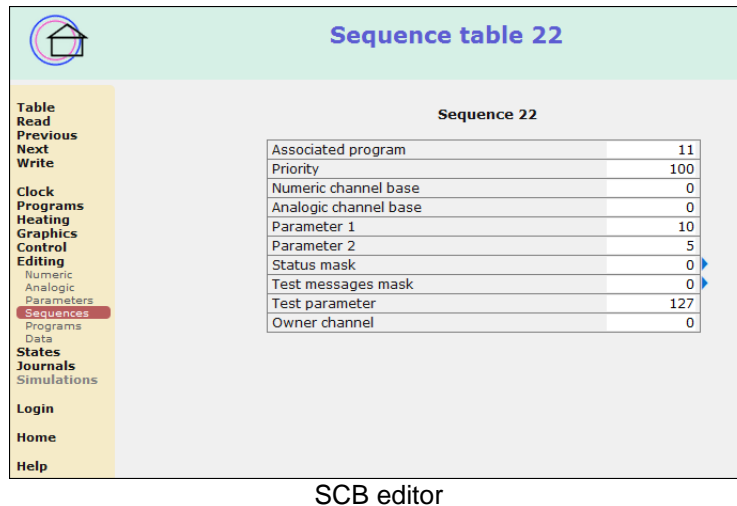 Sequence table 22
Table
Read
Previous
Next
Write
Clock
Programs
Heating
Graphics
Control
Editing
Numeric
Analogic
Parameters
Sequences
Programs
Data
States
Journals
Simulations
Login
Home
Help
Sequence 22
Associated program 11
Priority 100
Numeric channel base 0
Analogic channel base 0
Parameter 1 10
Parameter 2 5
Status mask 0
Test messages mask 0
Test parameter 127
Owner channel 0
SCB editor